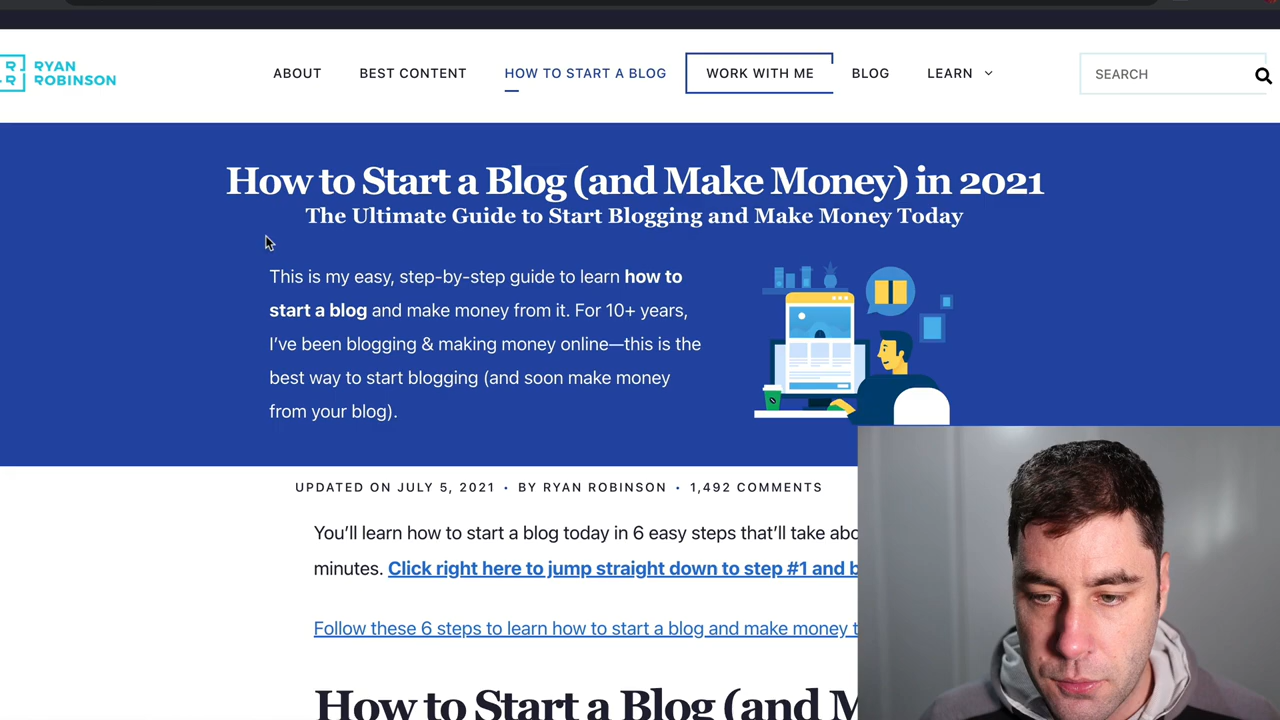 RYAN
ROBINSON
ABOUT
BEST CONTENT
HOW TO START A BLOG
WORK WITH ME
BLOG
LEARN
SEARCH
How to Start a Blog (and Make Money) in 2021
The Ultimate Guide to Start Blogging and Make Money Today
This is my easy, step-by-step guide to learn how to
start a blog and make money from it. For 10+ years,
I've been blogging & making money online—this is the
best way to start blogging (and soon make money
from your blog).
UPDATED ON JULY 5, 2021 • BY RYAN ROBINSON • 1,492 COMMENTS
You'll learn how to start a blog today in 6 easy steps that'll take
minutes. Click right here to jump straight down to step #1 and
Follow these 6 steps to learn how to start a blog and make money
How to Start a Blog (and